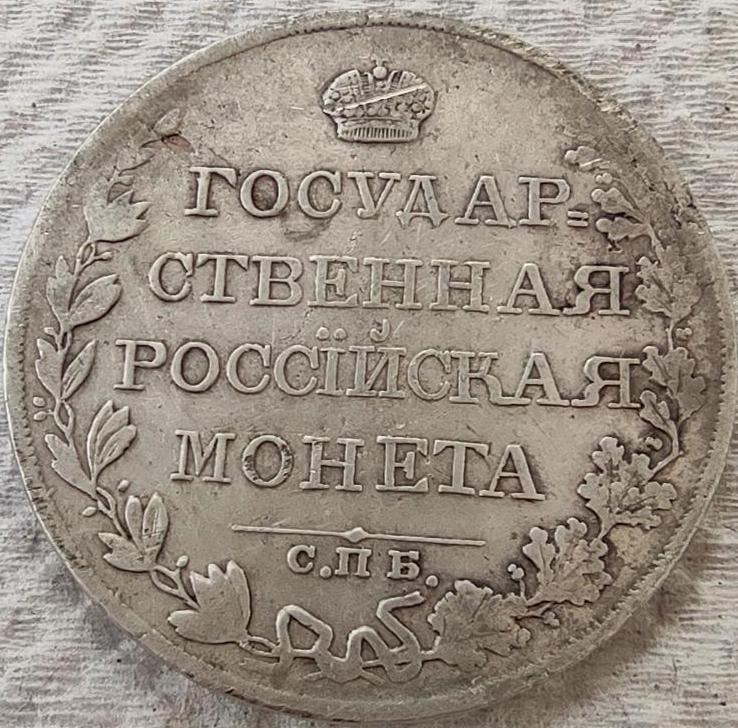 ГОСУДАР=
СТВЕННАЯ
РОССІЙСКАЯ
МОНЕТА
С.П Б.